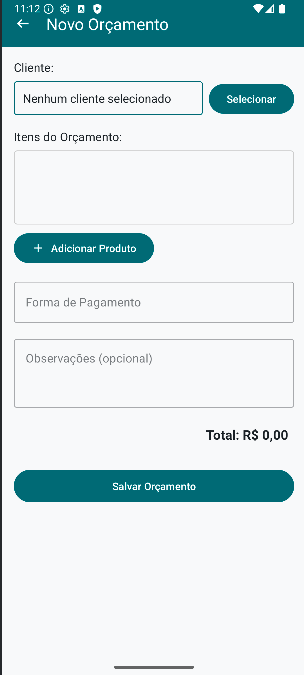 11:12
Novo Orçamento
Cliente:
Nenhum cliente selecionado
Selecionar
Itens do Orçamento:
+ Adicionar Produto
Forma de Pagamento
Observações (opcional)
Total: R$ 0,00
Salvar Orçamento